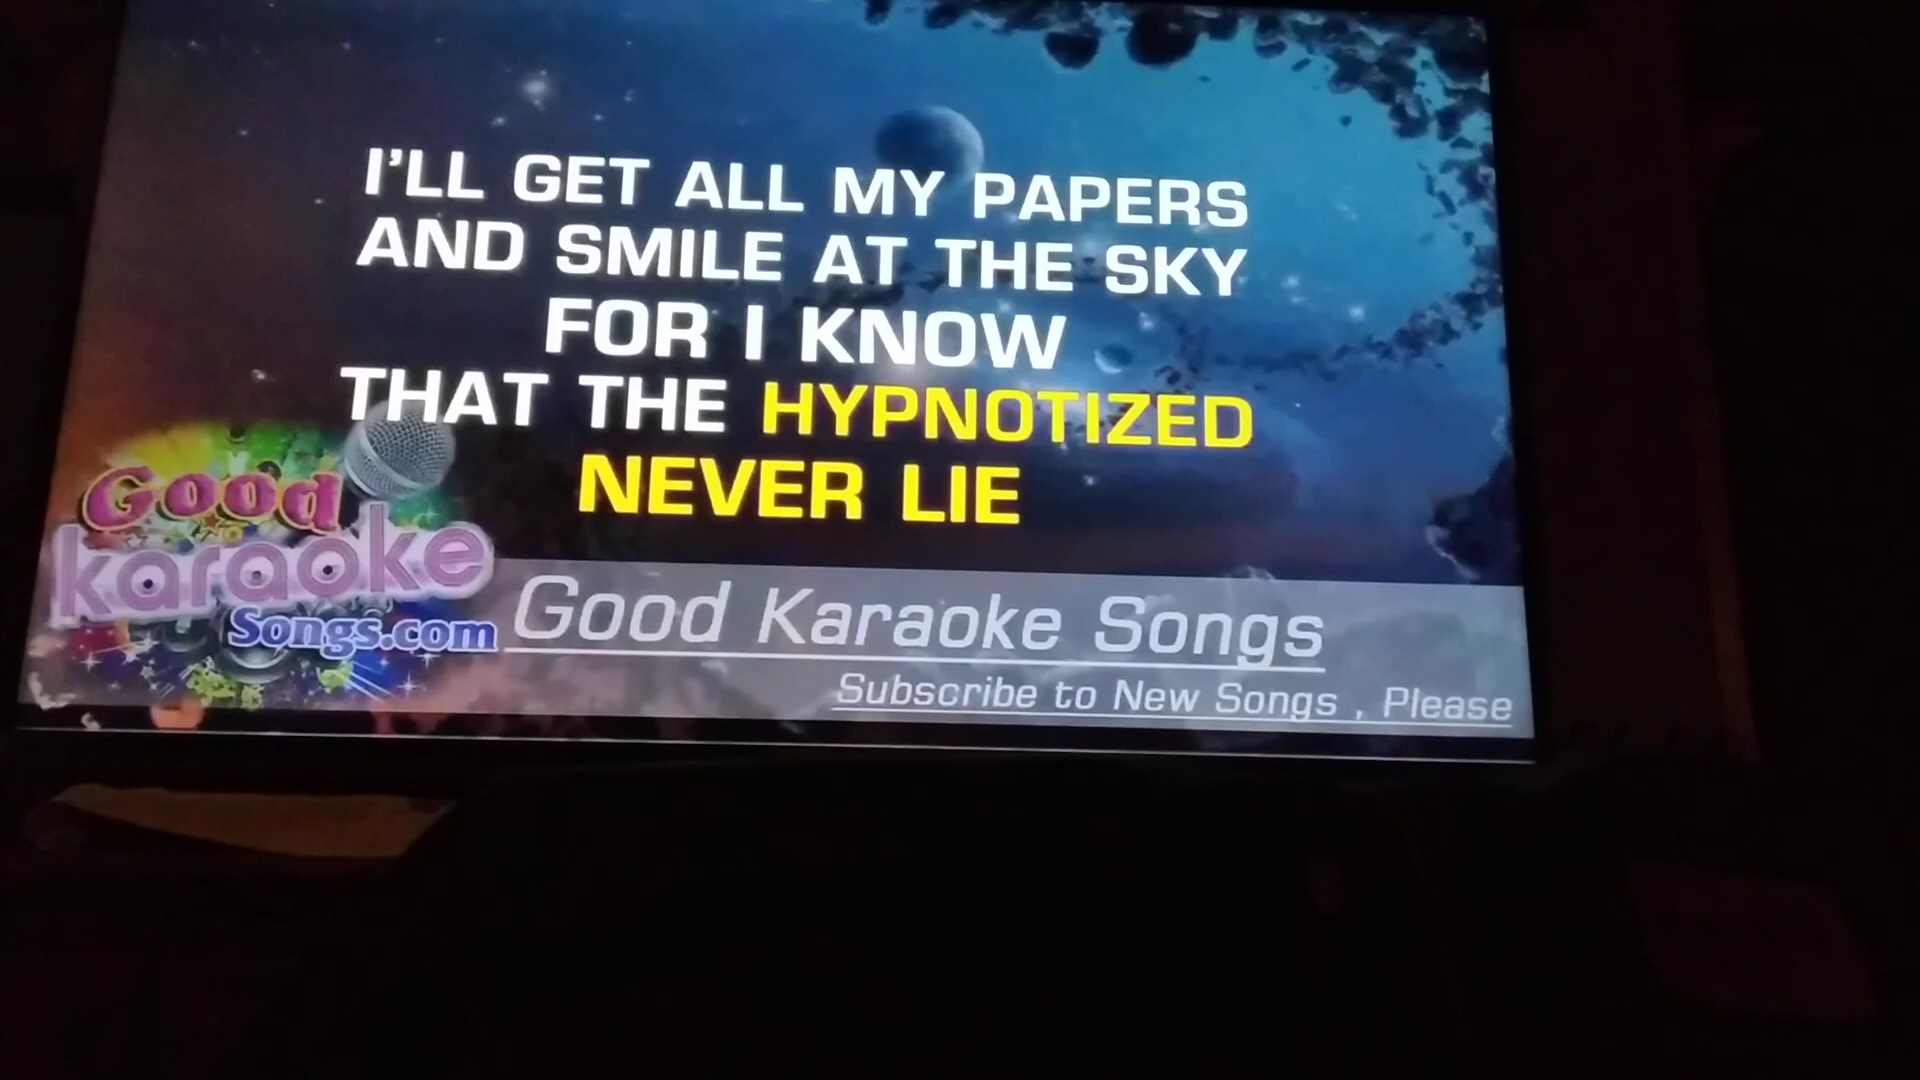 I'LL GET ALL MY PAPERS
AND SMILE AT THE SKY
FOR I KNOW
THAT THE HYPNOTIZED
NEVER LIE
Good
karaoke
Songs.com
Good Karaoke Songs
Subscribe to New Songs , Please